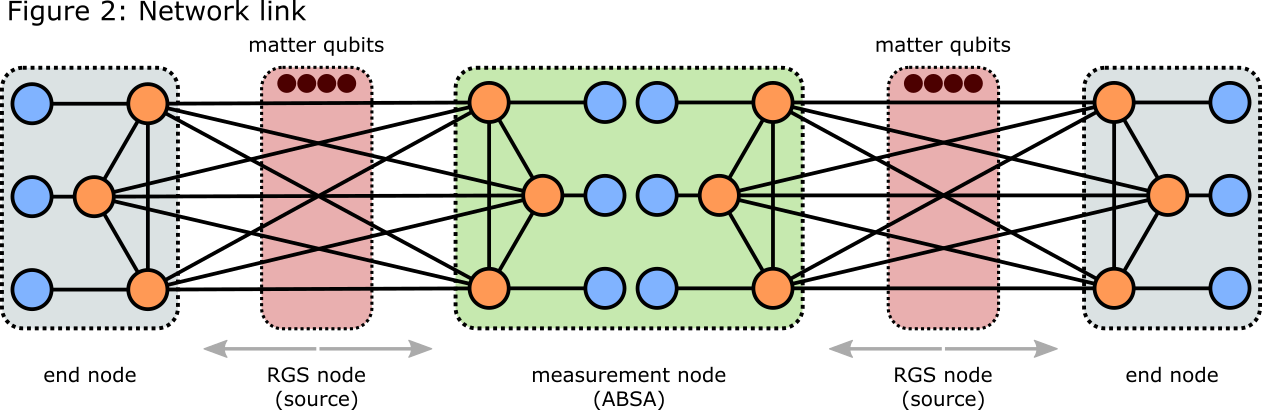 Figure 2: Network link
matter qubits
matter qubits
end node
RGS node
(source)
measurement node
(ABSA)
RGS node
(source)
end node